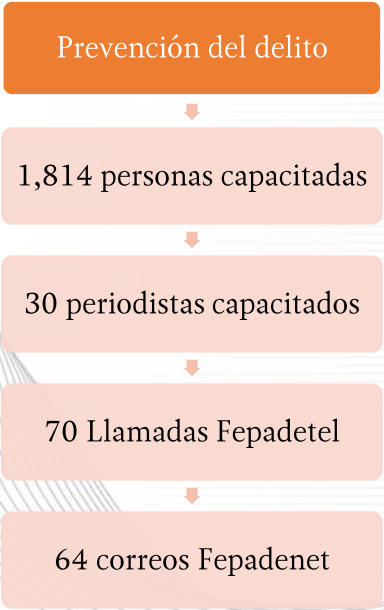 Prevención del delito
1,814 personas capacitadas
30 periodistas capacitados
70 Llamadas Fepadetel
64 correos Fepadenet